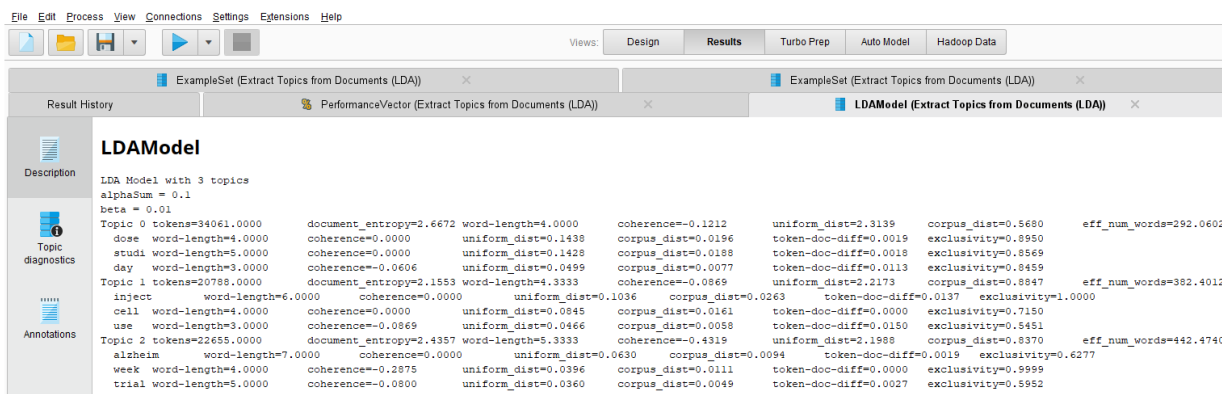 File Edit Process View Connections Settings Extensions Help
Views: Design Results Turbo Prep Auto Model Hadoop Data
ExampleSet (Extract Topics from Documents (LDA)) ExampleSet (Extract Topics from Documents (LDA))
Result History PerformanceVector (Extract Topics from Documents (LDA)) LDAModel (Extract Topics from Documents (LDA))
Description
Topic diagnostics
Annotations
LDAModel
LDA Model with 3 topics
alphaSum = 0.1
beta = 0.01
Topic 0 tokens=34061.0000 document_entropy=2.6672 word-length=4.0000 coherence=-0.1212 uniform_dist=2.3139 corpus_dist=0.5680 eff_num_words=292.0602
dose word-length=4.0000 coherence=0.0000 uniform_dist=0.1438 corpus_dist=0.0196 token-doc-diff=0.0019 exclusivity=0.8950
studi word-length=5.0000 coherence=0.0000 uniform_dist=0.1428 corpus_dist=0.0188 token-doc-diff=0.0018 exclusivity=0.8569
day word-length=3.0000 coherence=-0.0606 uniform_dist=0.0499 corpus_dist=0.0077 token-doc-diff=0.0113 exclusivity=0.8459
Topic 1 tokens=20788.0000 document_entropy=2.1553 word-length=4.3333 coherence=-0.0869 uniform_dist=2.2173 corpus_dist=0.8847 eff_num_words=382.4012
inject word-length=6.0000 coherence=0.0000 uniform_dist=0.1036 corpus_dist=0.0263 token-doc-diff=0.0137 exclusivity=1.0000
cell word-length=4.0000 coherence=0.0000 uniform_dist=0.0845 corpus_dist=0.0161 token-doc-diff=0.0000 exclusivity=0.7150
use word-length=3.0000 coherence=-0.0869 uniform_dist=0.0466 corpus_dist=0.0058 token-doc-diff=0.0150 exclusivity=0.5451
Topic 2 tokens=22655.0000 document_entropy=2.4357 word-length=5.3333 coherence=-0.4319 uniform_dist=2.1988 corpus_dist=0.8370 eff_num_words=442.4740
alzheim word-length=7.0000 coherence=0.0000 uniform_dist=0.0630 corpus_dist=0.0094 token-doc-diff=0.0019 exclusivity=0.6277
week word-length=4.0000 coherence=-0.2875 uniform_dist=0.0396 corpus_dist=0.0111 token-doc-diff=0.0000 exclusivity=0.9999
trial word-length=5.0000 coherence=-0.0800 uniform_dist=0.0360 corpus_dist=0.0049 token-doc-diff=0.0027 exclusivity=0.5952